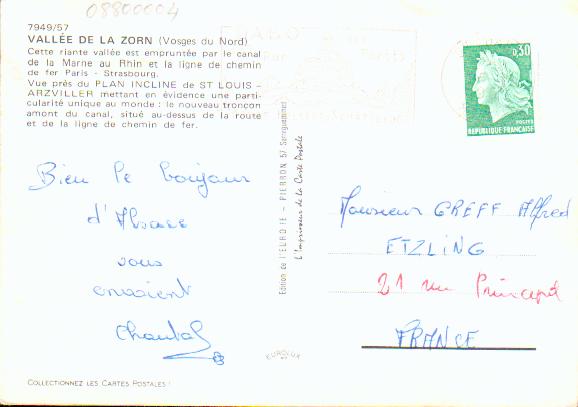 08800004
7949/57
VALLÉE DE LA ZORN (Vosges du Nord)
Cette riante vallée est empruntée par le canal
de la Marne au Rhin et la ligne de chemin
de fer Paris - Strasbourg.
Vue près du PLAN INCLINE de ST LOUIS -
ARZVILLER mettant en évidence une parti-
cularité unique au monde : le nouveau tronçon
amont du canal, situé au-dessus de la route
et de la ligne de chemin de fer.
Bien le bonjour
d'Alsace
vous
envoient
Chantal
COLLECTIONNEZ LES CARTES POSTALES !
Edition de l'EUROPE - PIERRON 57 Sarreguemines
L'Imprimeur de la Carte Postale
EUROLUX
0,30
POSTES
REPUBLIQUE FRANÇAISE
Monsieur GREFF Alfred
ETZLING
21 rue Principal
FRANCE